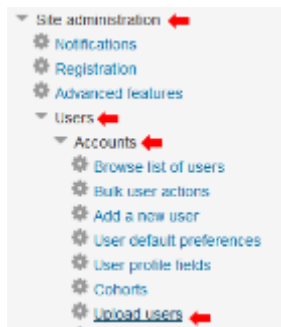 Site administration
Notifications
Registration
Advanced features
Users
Accounts
Browse list of users
Bulk user actions
Add a new user
User default preferences
User profile fields
Cohorts
Upload users